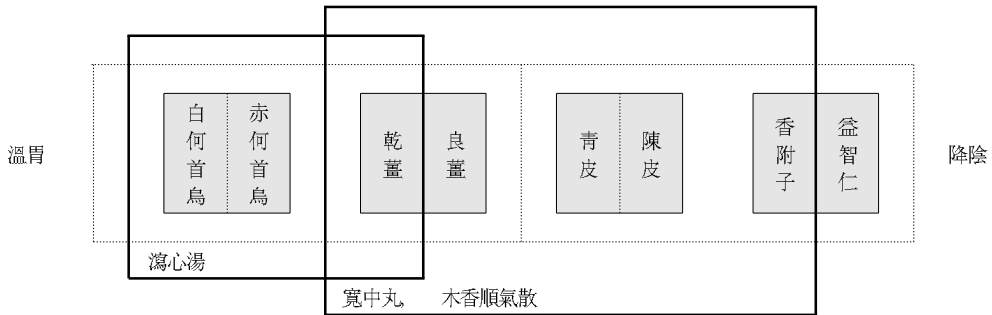 溫胃
白何首烏
赤何首烏
乾薑
良薑
靑皮
陳皮
香附子
益智仁
降陰
瀉心湯
寬中丸, 木香順氣散